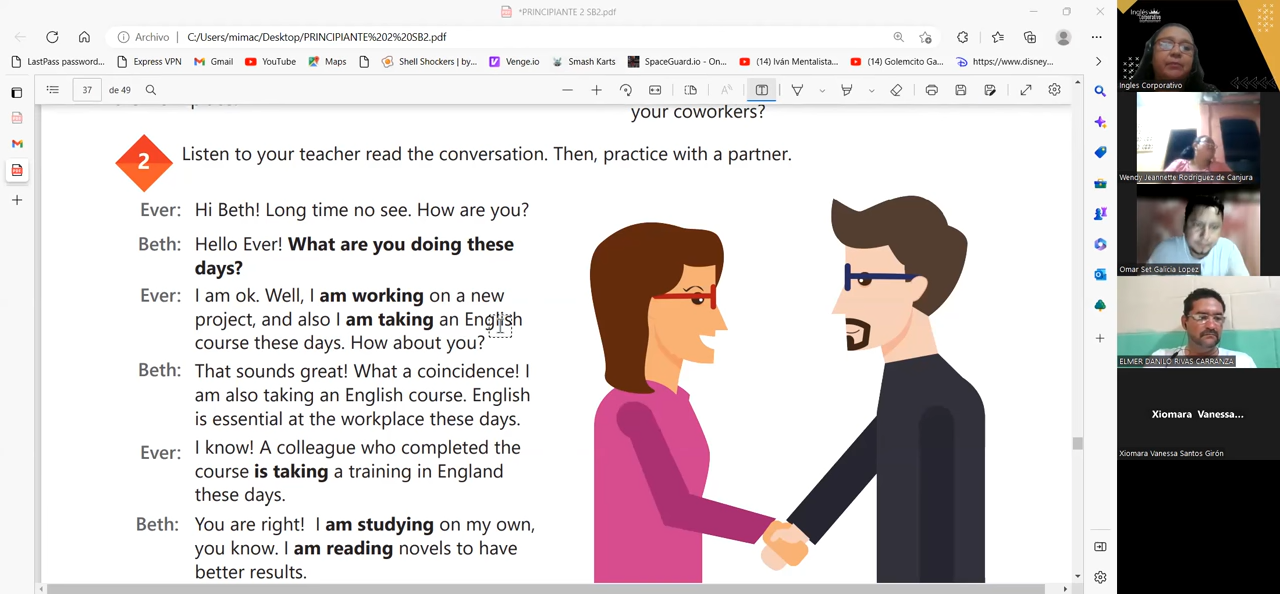 *PRINCIPIANTE 2 SB2.pdf
Archivo
C:/Users/mimac/Desktop/PRINCIPIANTE%202%20SB2.pdf
LastPass password...
Express VPN
Gmail
YouTube
Maps
Shell Shockers | by...
Venge.io
Smash Karts
SpaceGuard.io - On...
(14) Iván Mentalista...
(14) Golemcito Ga...
https://www.disney...
37
de 49
your coworkers?
2
Listen to your teacher read the conversation. Then, practice with a partner.
Ever: Hi Beth! Long time no see. How are you?
Beth: Hello Ever! What are you doing these
days?
Ever: I am ok. Well, I am working on a new
project, and also I am taking an English
course these days. How about you?
Beth: That sounds great! What a coincidence! I
am also taking an English course. English
is essential at the workplace these days.
Ever: I know! A colleague who completed the
course is taking a training in England
these days.
Beth: You are right! I am studying on my own,
you know. I am reading novels to have
better results.
Inglés
Corporativo
Ingles Corporativo
Wendy Jeannette Rodriguez de Canjura
Omar Set Galicia Lopez
ELMER DANILO RIVAS CARRANZA
Xiomara Vanessa...
Xiomara Vanessa Santos Girón